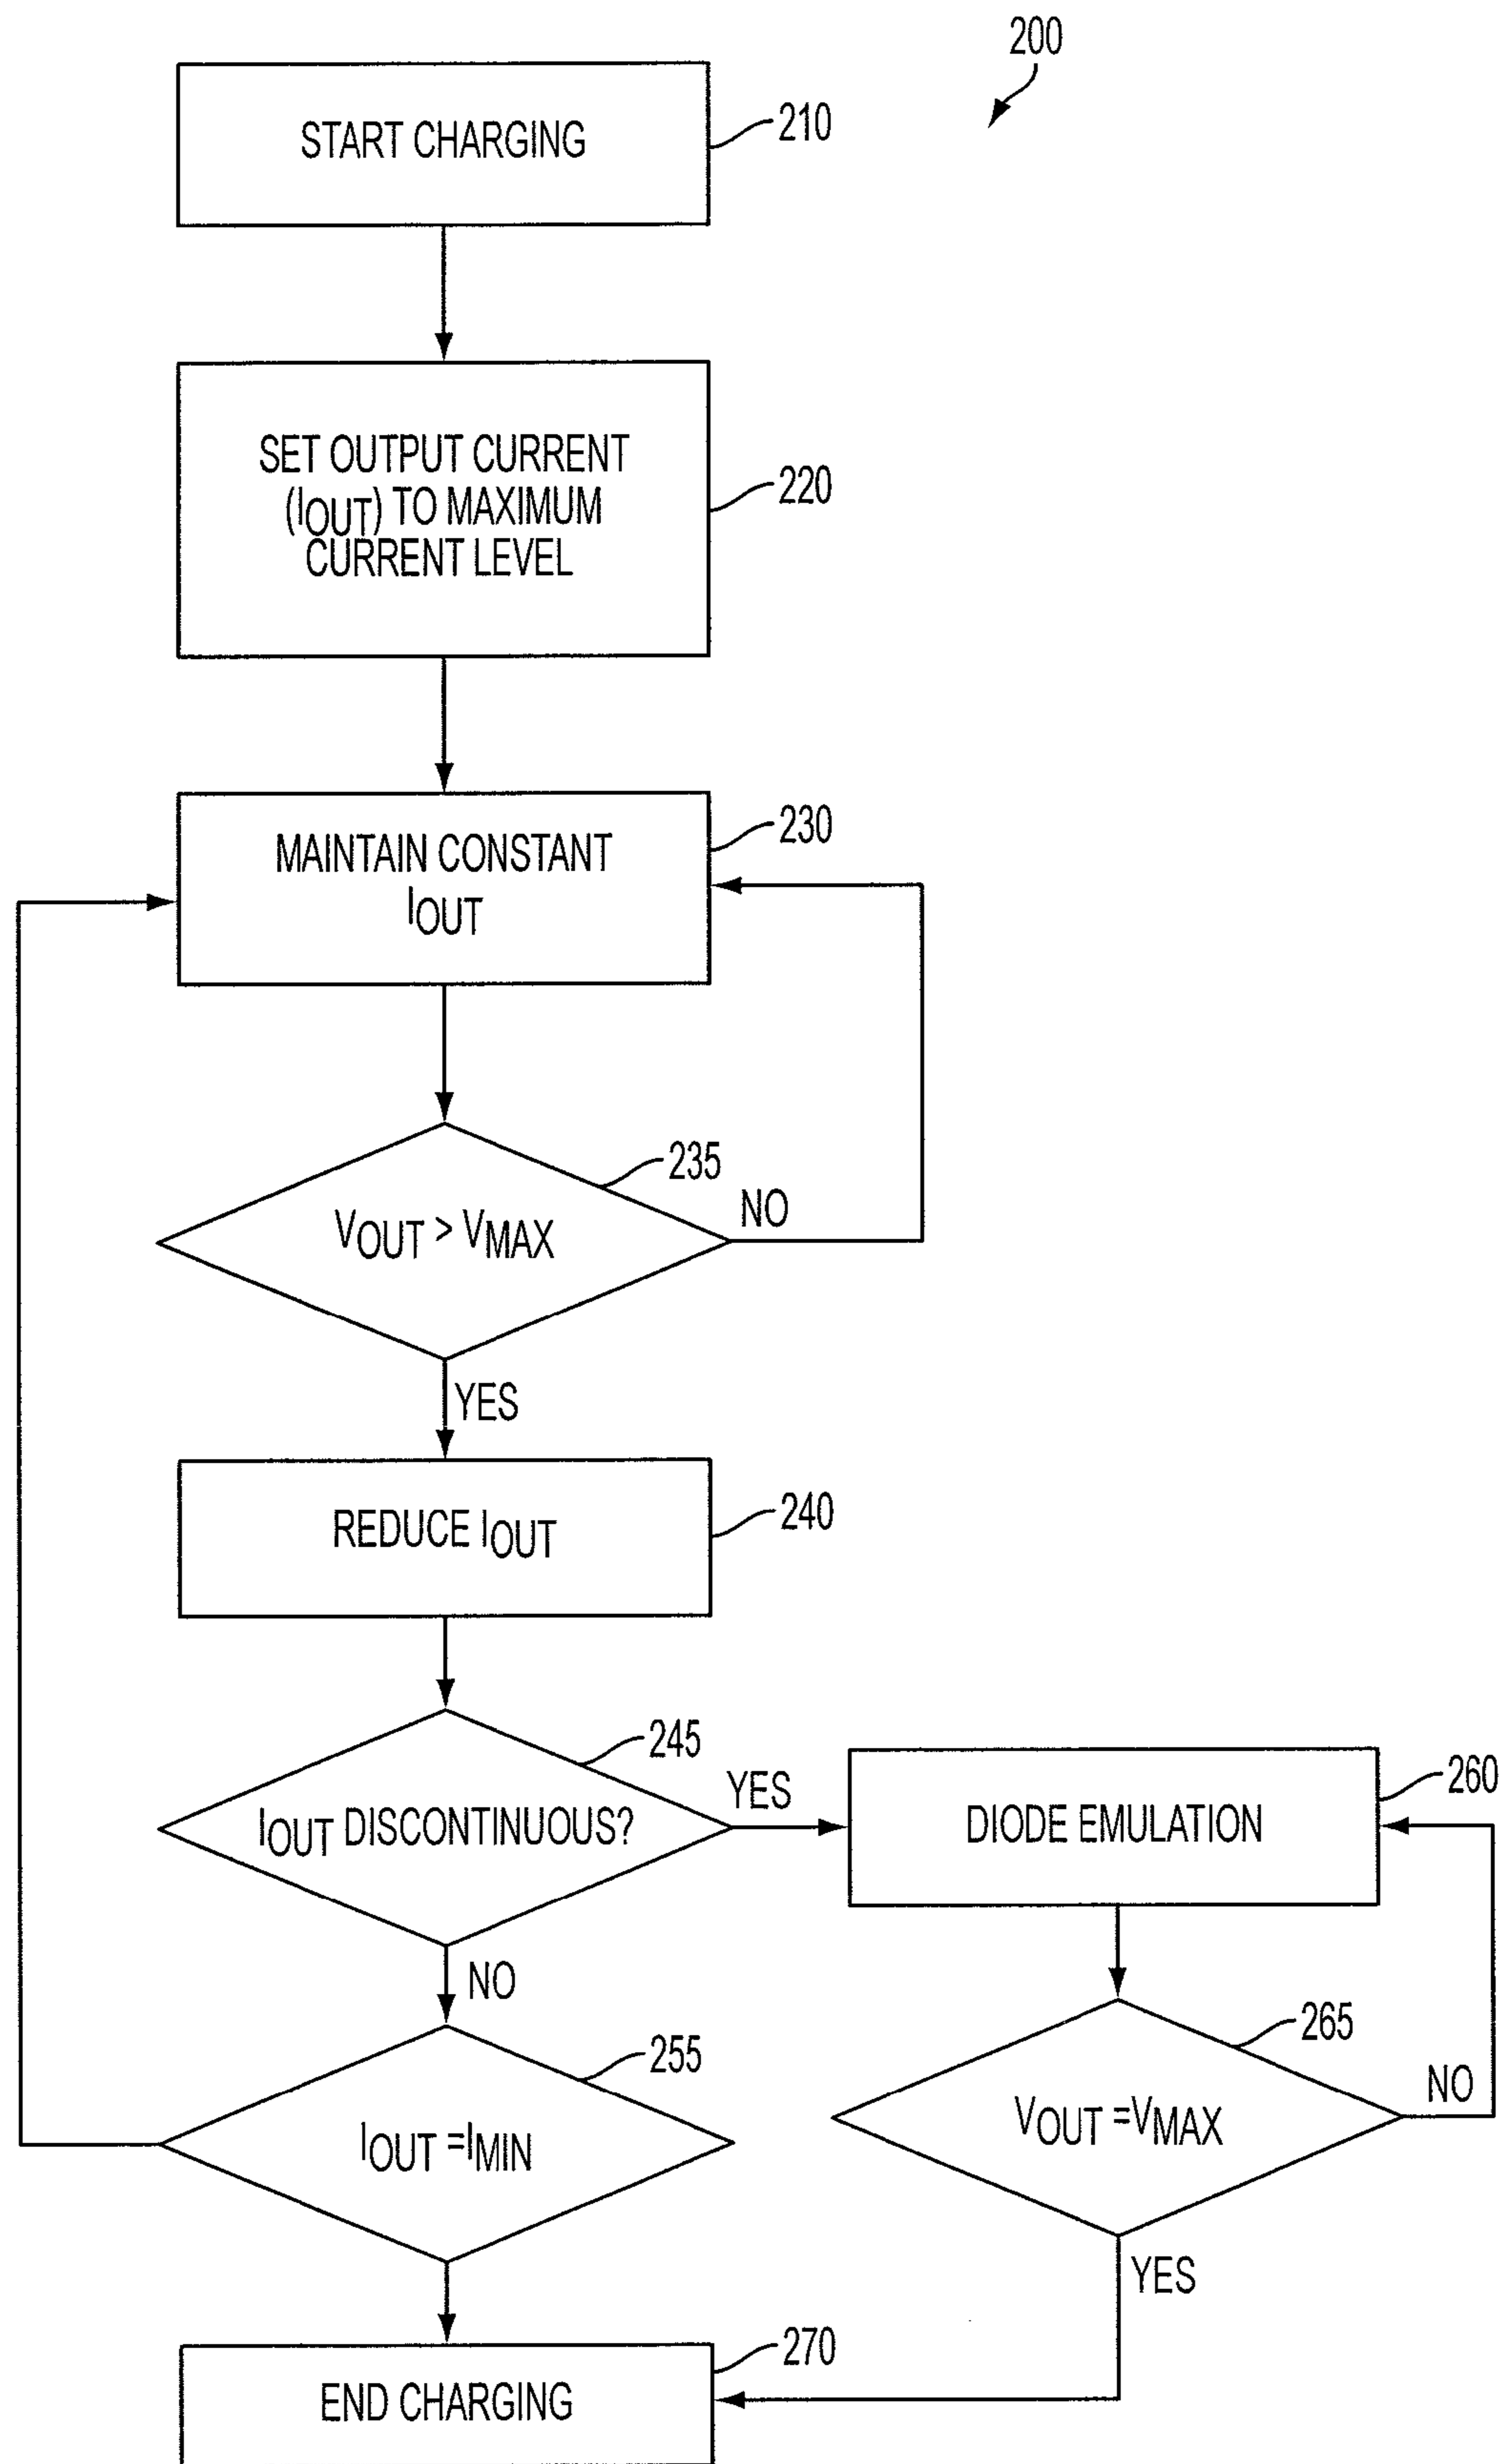 200
START CHARGING
210
SET OUTPUT CURRENT
(IOUT) TO MAXIMUM
CURRENT LEVEL
220
MAINTAIN CONSTANT
IOUT
230
VOUT > VMAX
235
NO
YES
REDUCE IOUT
240
IOUT DISCONTINUOUS?
245
YES
NO
DIODE EMULATION
260
IOUT =IMIN
255
VOUT =VMAX
265
NO
YES
END CHARGING
270